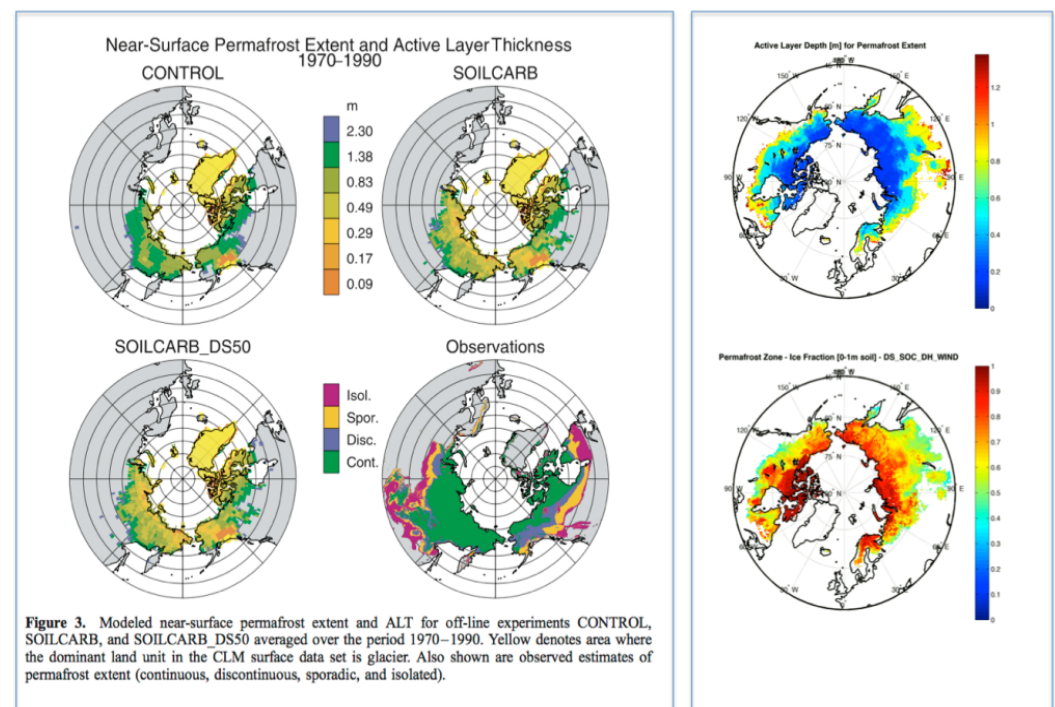 Near-Surface Permafrost Extent and Active Layer Thickness
1970–1990
CONTROL
SOILCARB
m
2.30
1.38
0.83
0.49
0.29
0.17
0.09
SOILCARB_DS50
Observations
Isol.
Spor.
Disc.
Cont.
Figure 3. Modeled near-surface permafrost extent and ALT for off-line experiments CONTROL,
SOILCARB, and SOILCARB_DS50 averaged over the period 1970–1990. Yellow denotes area where
the dominant land unit in the CLM surface data set is glacier. Also shown are observed estimates of
permafrost extent (continuous, discontinuous, sporadic, and isolated).
Active Layer Depth [m] for Permafrost Extent
1.2
1
0.8
0.6
0.4
0.2
0
Permafrost Zone - Ice Fraction [0-1m soil] - DS_SOC_DH_WIND
1
0.9
0.8
0.7
0.6
0.5
0.4
0.3
0.2
0.1
0